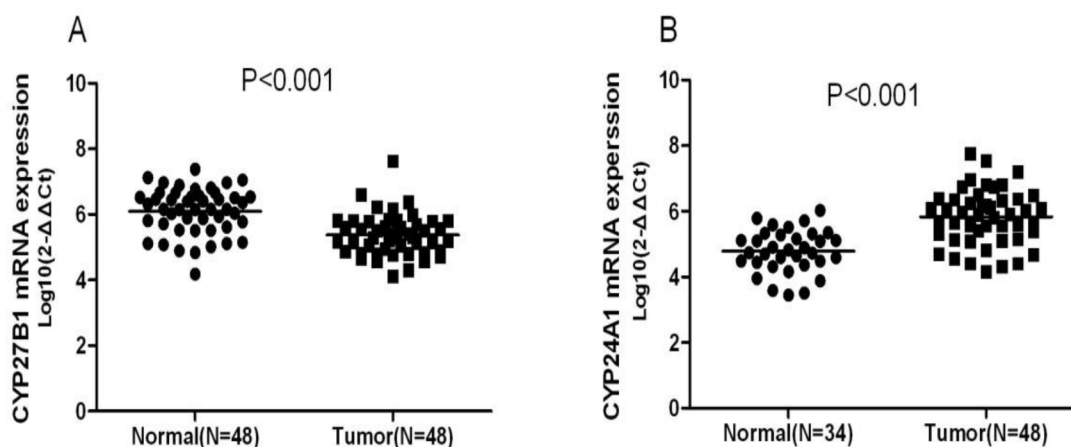 A
CYP27B1 mRNA expression
Log10(2-ΔΔCt)
P<0.001
10
8
6
4
2
0
Normal(N=48)
Tumor(N=48)
B
CYP24A1 mRNA experssion
Log10(2-ΔΔCt)
P<0.001
10
8
6
4
2
0
Normal(N=34)
Tumor(N=48)